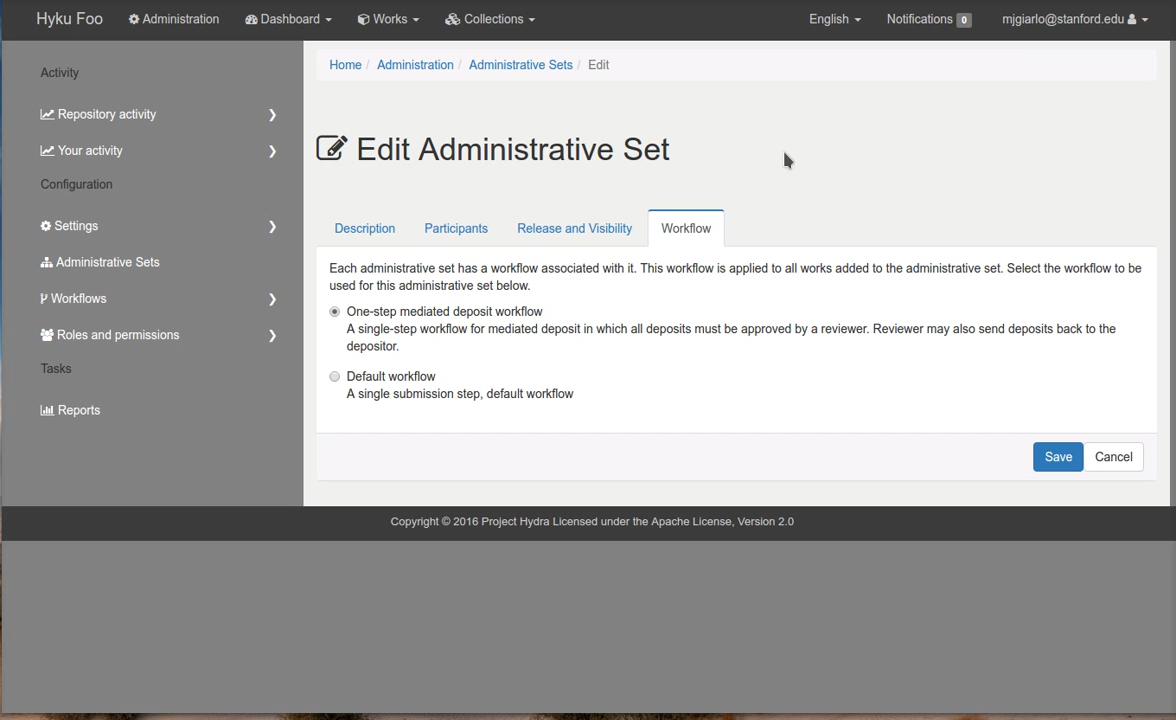 Hyku Foo Administration Dashboard Works Collections English Notifications 0 mjgiarlo@stanford.edu
Activity
Repository activity
Your activity
Configuration
Settings
Administrative Sets
Workflows
Roles and permissions
Tasks
Reports
Home / Administration / Administrative Sets / Edit
Edit Administrative Set
Description Participants Release and Visibility Workflow
Each administrative set has a workflow associated with it. This workflow is applied to all works added to the administrative set. Select the workflow to be
used for this administrative set below.
One-step mediated deposit workflow
A single-step workflow for mediated deposit in which all deposits must be approved by a reviewer. Reviewer may also send deposits back to the
depositor.
Default workflow
A single submission step, default workflow
Save Cancel
Copyright © 2016 Project Hydra Licensed under the Apache License, Version 2.0